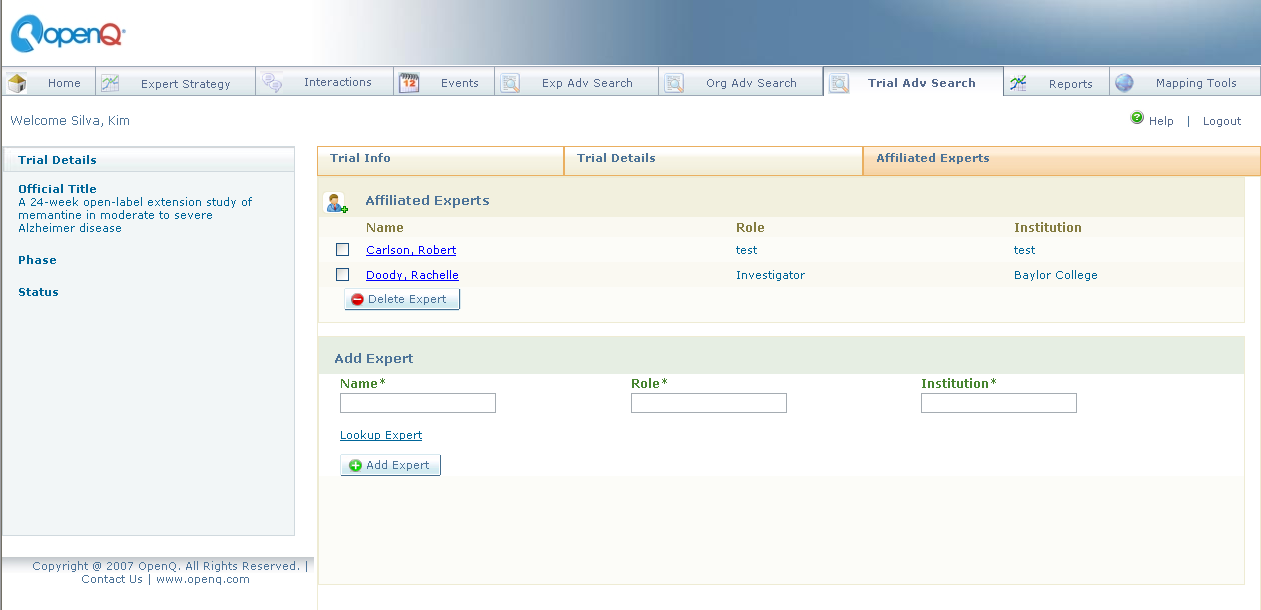 openQ
Home
Expert Strategy
Interactions
12
Events
Exp Adv Search
Org Adv Search
Trial Adv Search
Reports
Mapping Tools
Welcome Silva, Kim
? Help | Logout
Trial Details
Official Title
A 24-week open-label extension study of
memantine in moderate to severe
Alzheimer disease
Phase
Status
Trial Info
Trial Details
Affiliated Experts
Affiliated Experts
Name Role Institution
Carlson, Robert test test
Doody, Rachelle Investigator Baylor College
Delete Expert
Add Expert
Name* Role* Institution*
Lookup Expert
Add Expert
Copyright @ 2007 OpenQ. All Rights Reserved. |
Contact Us | www.openq.com